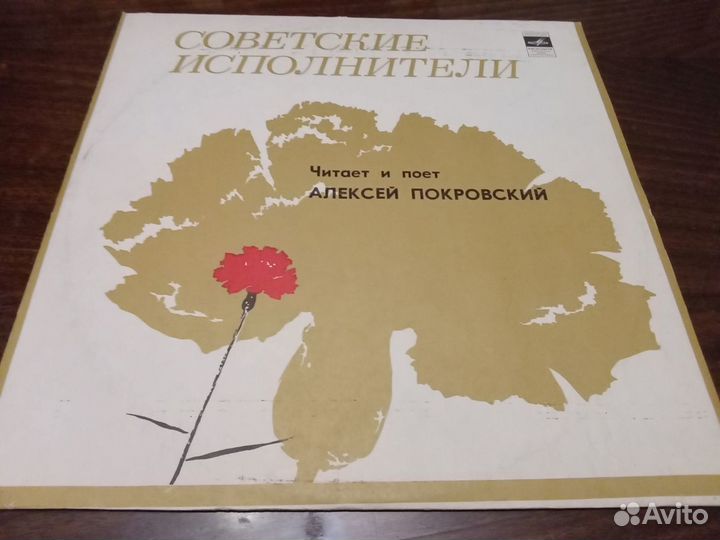 СОВЕТСКИЕ
ИСПОЛНИТЕЛИ
Читает и поет
АЛЕКСЕЙ ПОКРОВСКИЙ
Avito